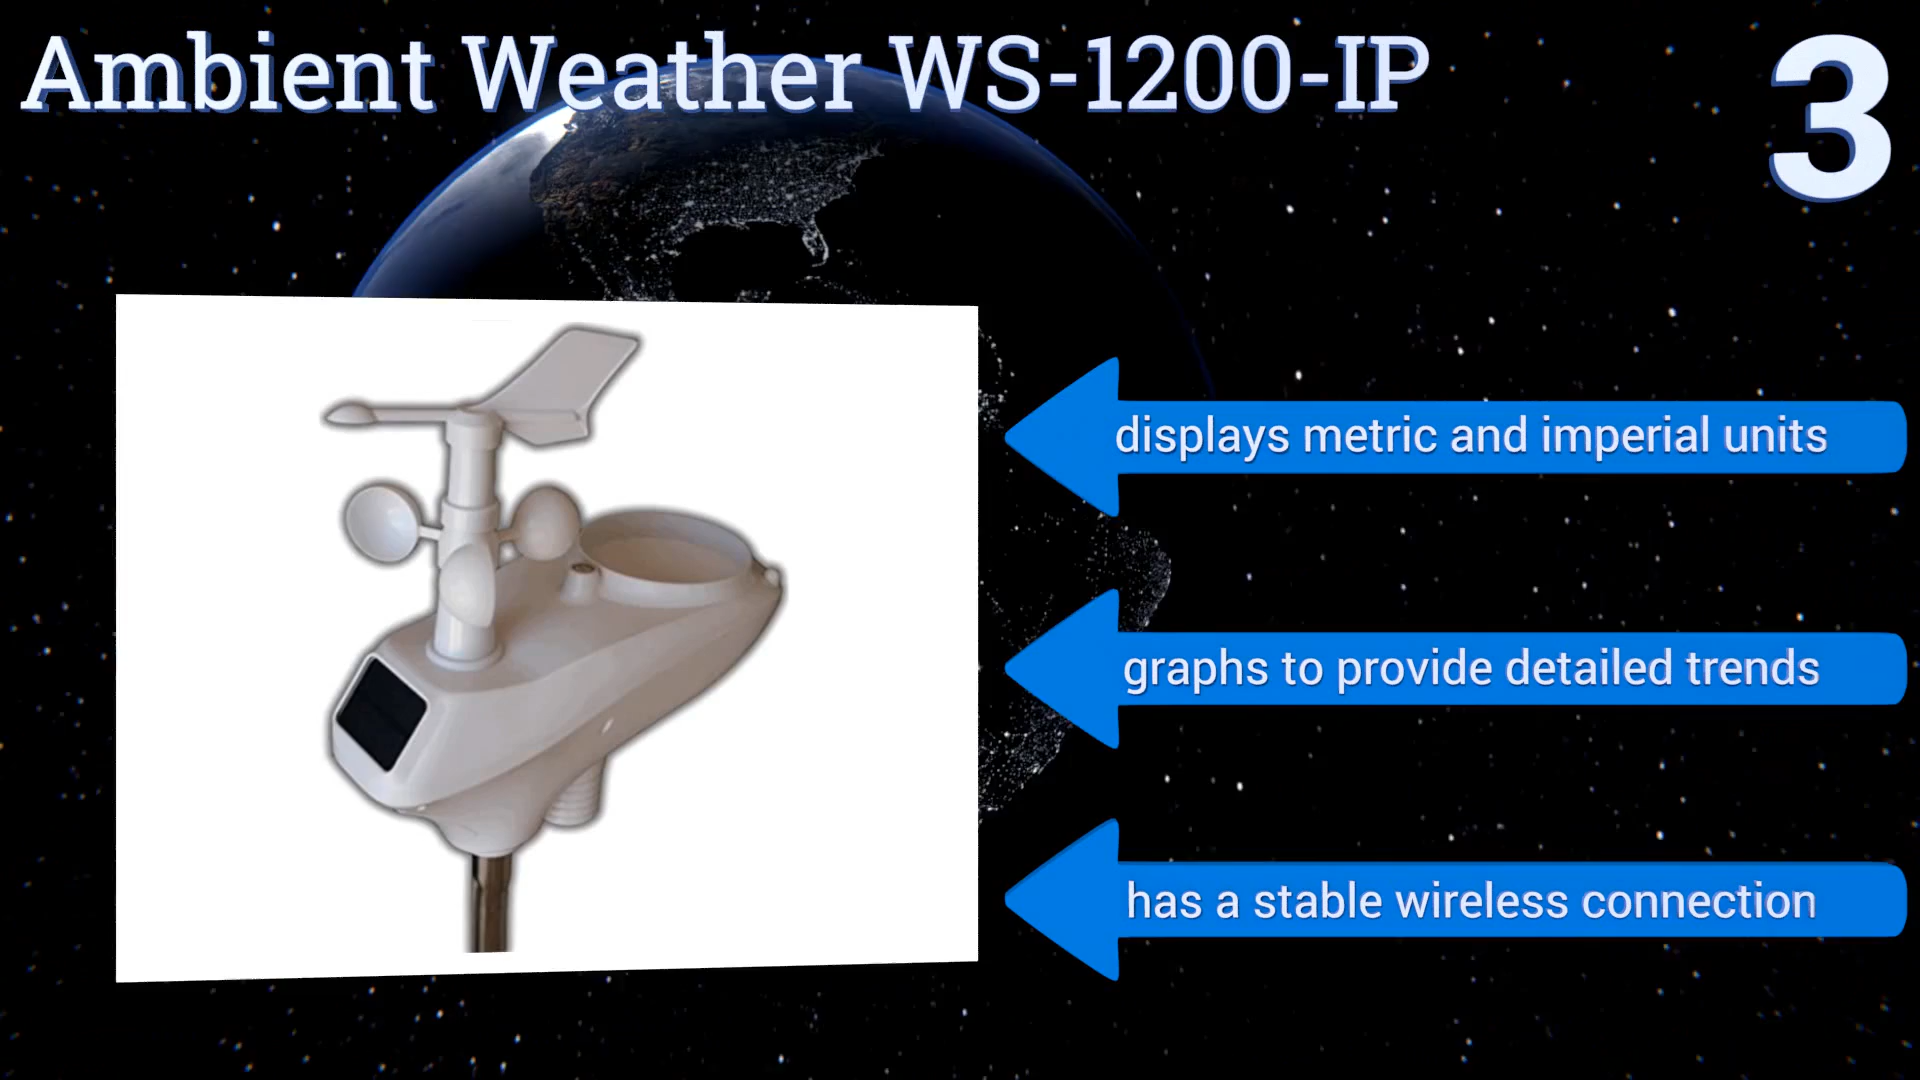 Ambient Weather WS-1200-IP
3
displays metric and imperial units
graphs to provide detailed trends
has a stable wireless connection